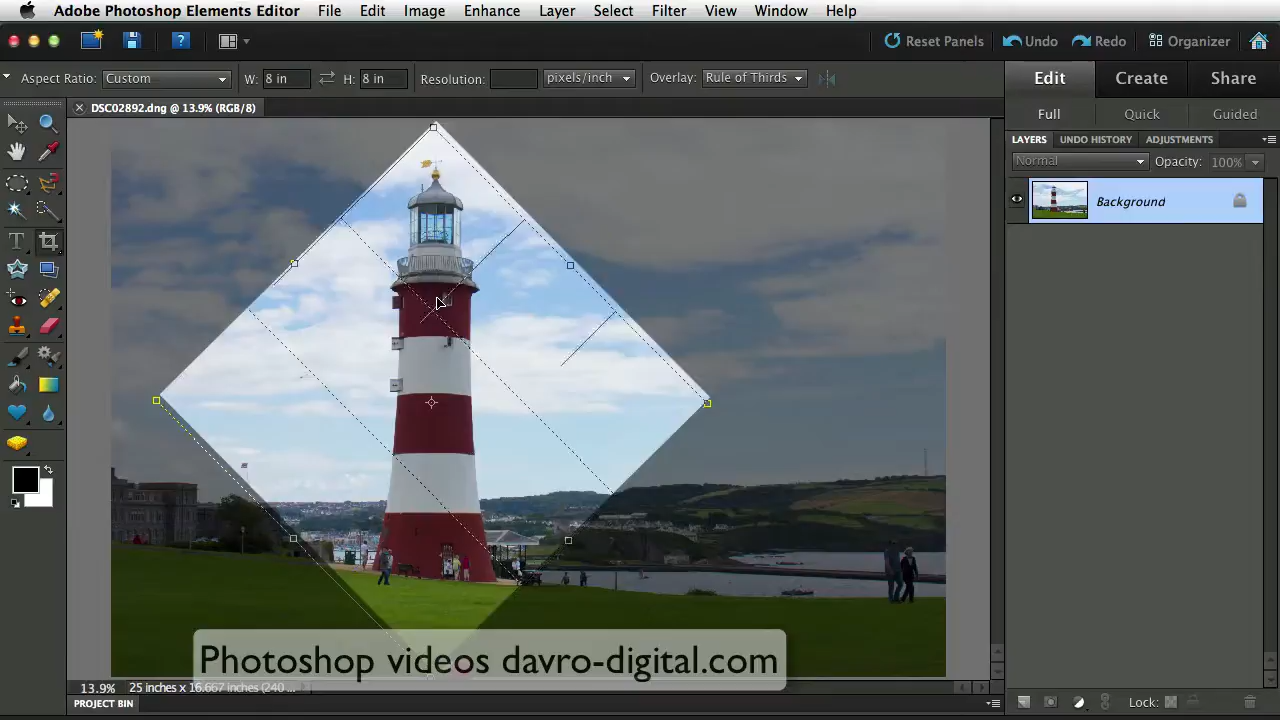 Adobe Photoshop Elements Editor File Edit Image Enhance Layer Select Filter View Window Help
? Reset Panels Undo Redo Organizer
Aspect Ratio: Custom W: 8 in H: 8 in Resolution: pixels/inch Overlay: Rule of Thirds Edit Create Share
DSC02892.dng @ 13.9% (RGB/8) Full Quick Guided
LAYERS UNDO HISTORY ADJUSTMENTS
Normal Opacity: 100%
Background
T
Photoshop videos davro-digital.com
13.9% 25 inches x 16.667 inches (240 ...
PROJECT BIN Lock: